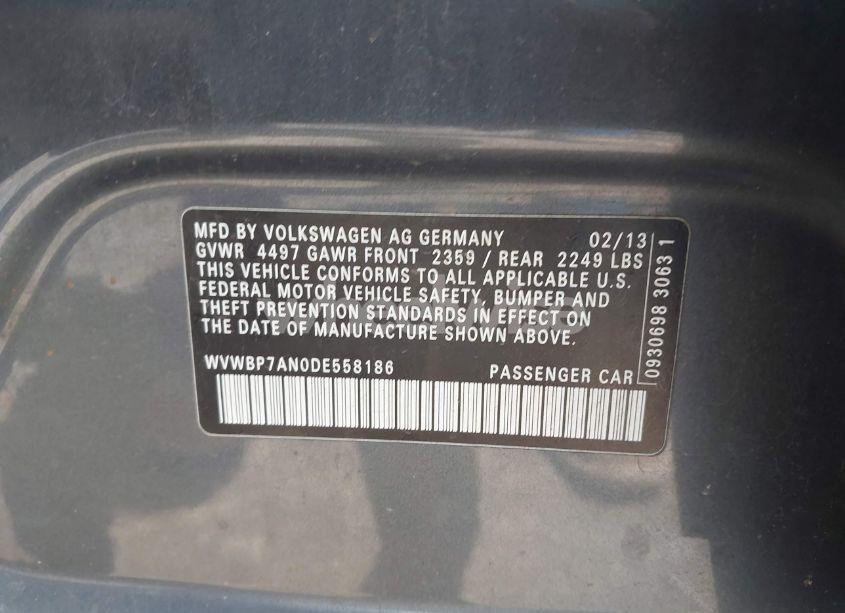 MFD BY VOLKSWAGEN AG GERMANY 02/13
GVWR 4497 GAWR FRONT 2359 / REAR 2249 LBS
THIS VEHICLE CONFORMS TO ALL APPLICABLE U.S.
FEDERAL MOTOR VEHICLE SAFETY, BUMPER AND
THEFT PREVENTION STANDARDS IN EFFECT ON
THE DATE OF MANUFACTURE SHOWN ABOVE.
WVWBP7AN0DE558186 PASSENGER CAR
0930698 30631